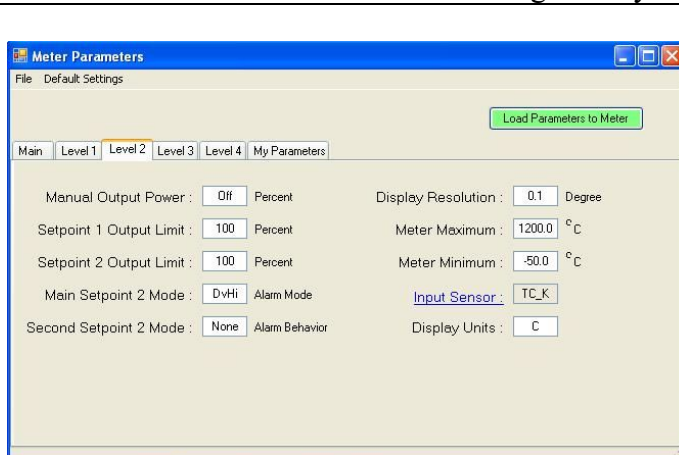 Meter Parameters
File Default Settings
Load Parameters to Meter
Main Level 1 Level 2 Level 3 Level 4 My Parameters
Manual Output Power : Off Percent Display Resolution : 0.1 Degree
Setpoint 1 Output Limit : 100 Percent Meter Maximum : 1200.0 °C
Setpoint 2 Output Limit : 100 Percent Meter Minimum : -50.0 °C
Main Setpoint 2 Mode : DvHi Alarm Mode Input Sensor : TC_K
Second Setpoint 2 Mode : None Alarm Behavior Display Units : C